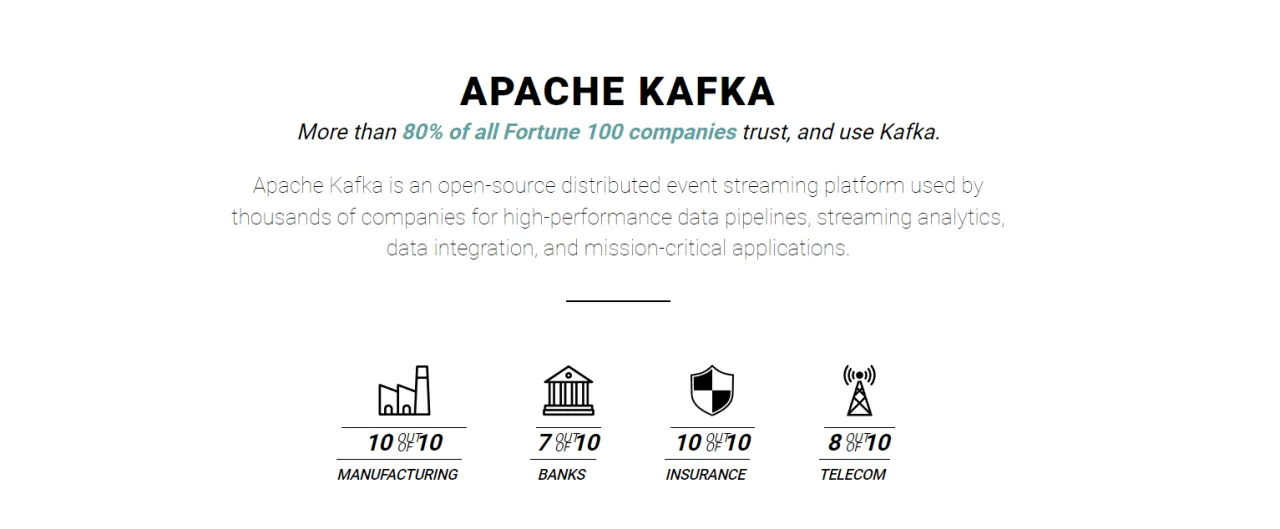 APACHE KAFKA
More than 80% of all Fortune 100 companies trust, and use Kafka.
Apache Kafka is an open-source distributed event streaming platform used by
thousands of companies for high-performance data pipelines, streaming analytics,
data integration, and mission-critical applications.
10 OUT OF 10
MANUFACTURING
7 OUT OF 10
BANKS
10 OUT OF 10
INSURANCE
8 OUT OF 10
TELECOM